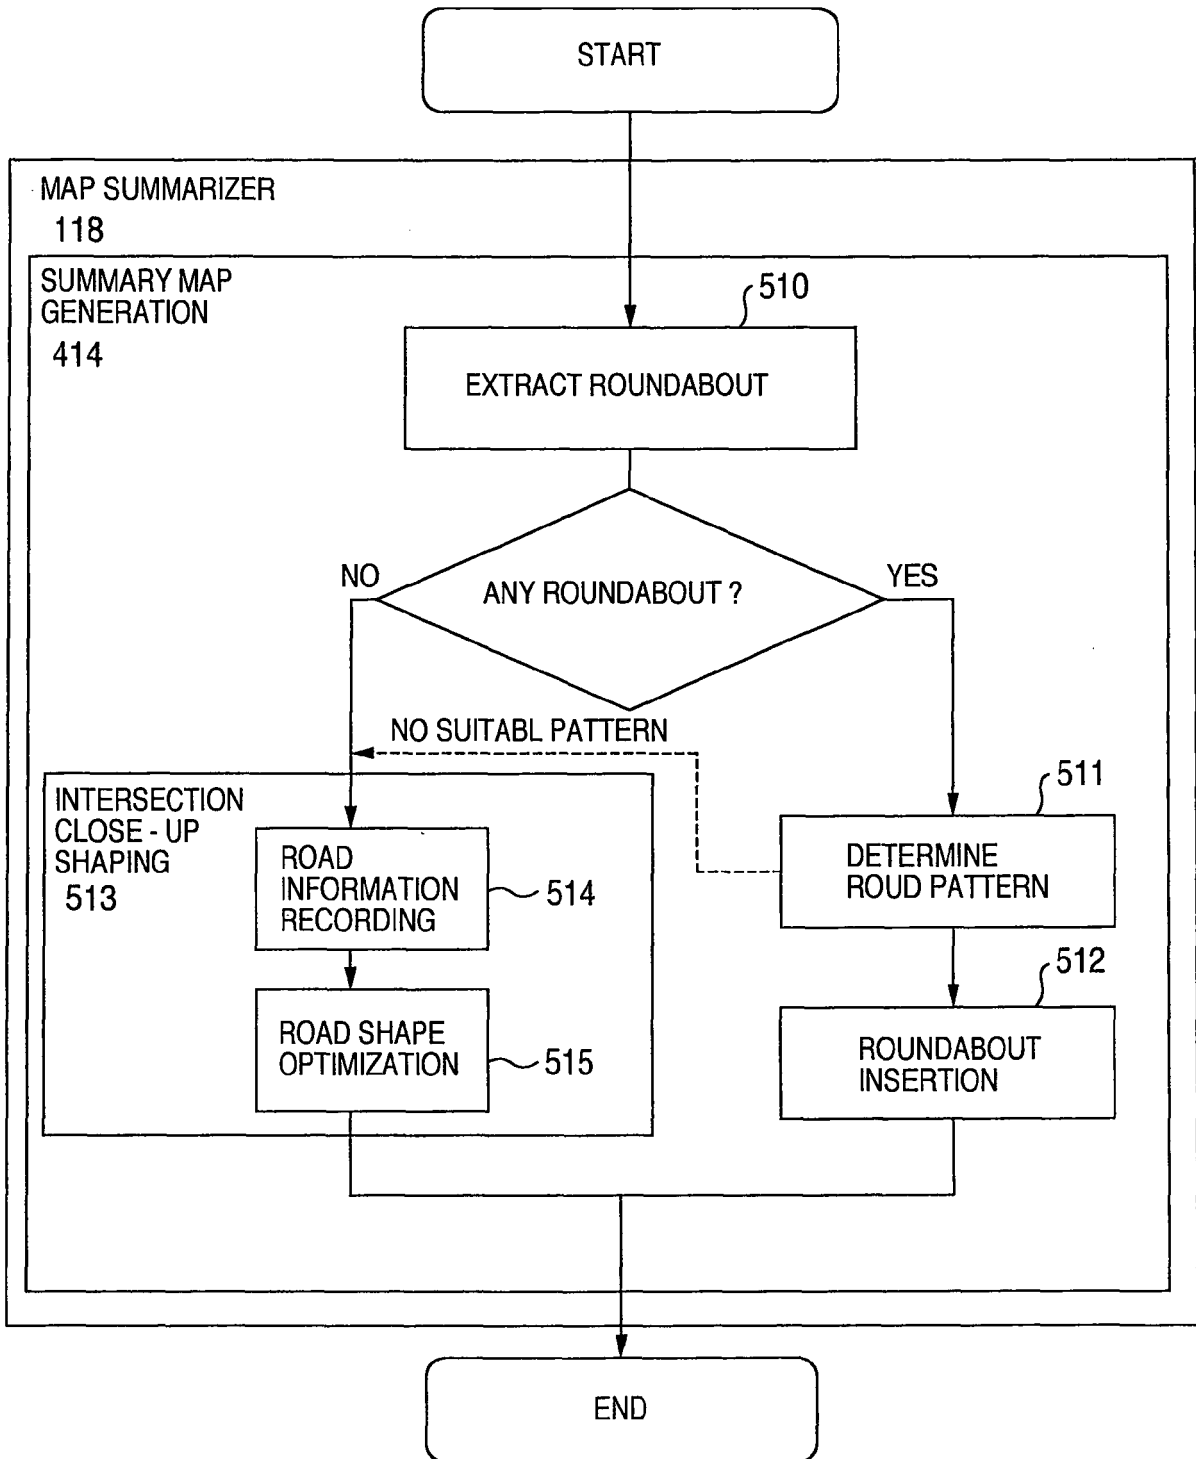 START
MAP SUMMARIZER
118
SUMMARY MAP
GENERATION
414
510
EXTRACT ROUNDABOUT
NO
ANY ROUNDABOUT ?
YES
NO SUITABL PATTERN
INTERSECTION
CLOSE - UP
SHAPING
513
ROAD
INFORMATION
RECORDING
514
511
DETERMINE
ROUD PATTERN
ROAD SHAPE
OPTIMIZATION
515
512
ROUNDABOUT
INSERTION
END